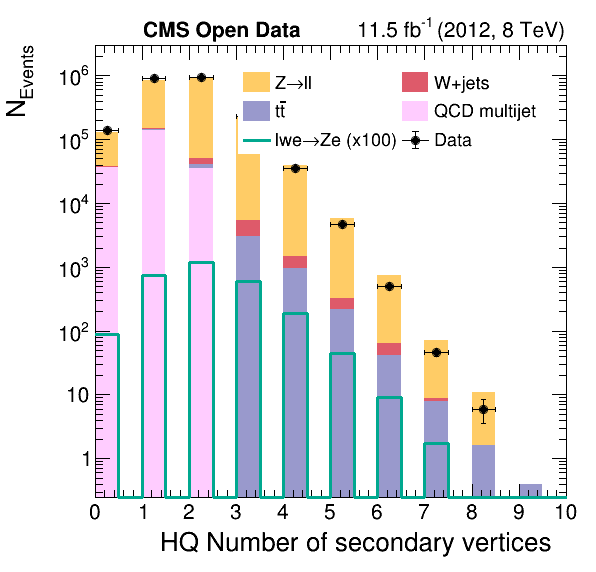 CMS Open Data 11.5 fb⁻¹ (2012, 8 TeV)
N_Events
Z→ll W+jets
tt̄ QCD multijet
lwe→Ze (x100) Data
10⁶
10⁵
10⁴
10³
10²
10
1
0 1 2 3 4 5 6 7 8 9 10
HQ Number of secondary vertices